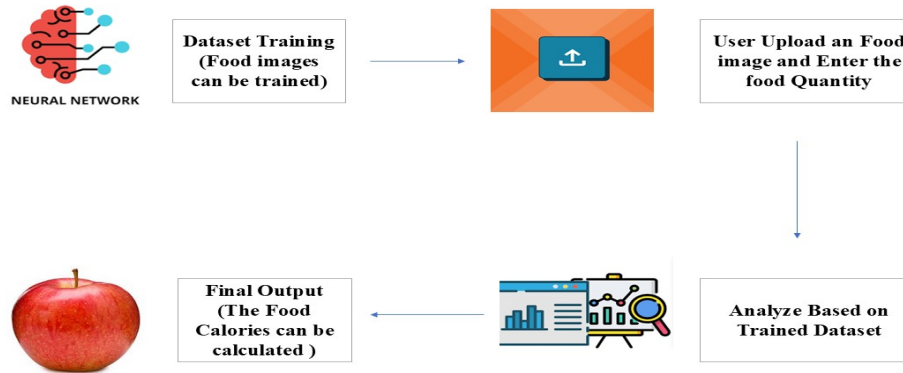 NEURAL NETWORK
Dataset Training
(Food images
can be trained)
User Upload an Food
image and Enter the
food Quantity
Final Output
(The Food
Calories can be
calculated )
Analyze Based on
Trained Dataset